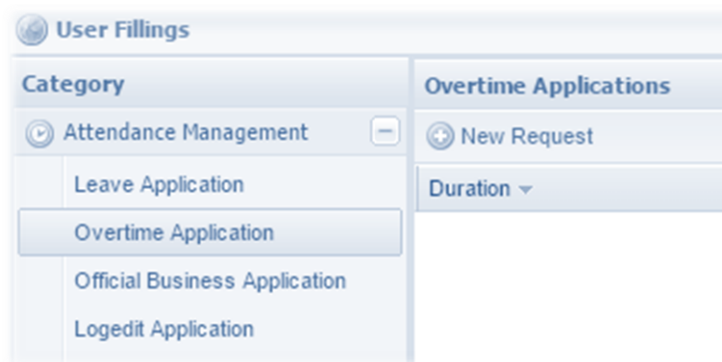 User Fillings
Category
Attendance Management
Leave Application
Overtime Application
Official Business Application
Logedit Application
Overtime Applications
New Request
Duration